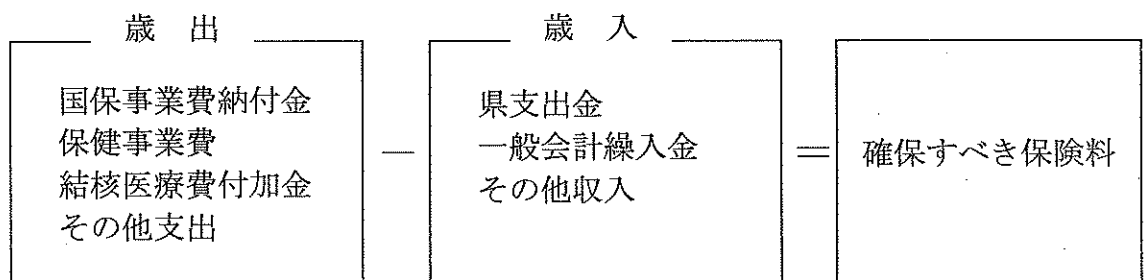 歳出
国保事業費納付金
保健事業費
結核医療費付加金
その他支出
－
歳入
県支出金
一般会計繰入金
その他収入
＝
確保すべき保険料